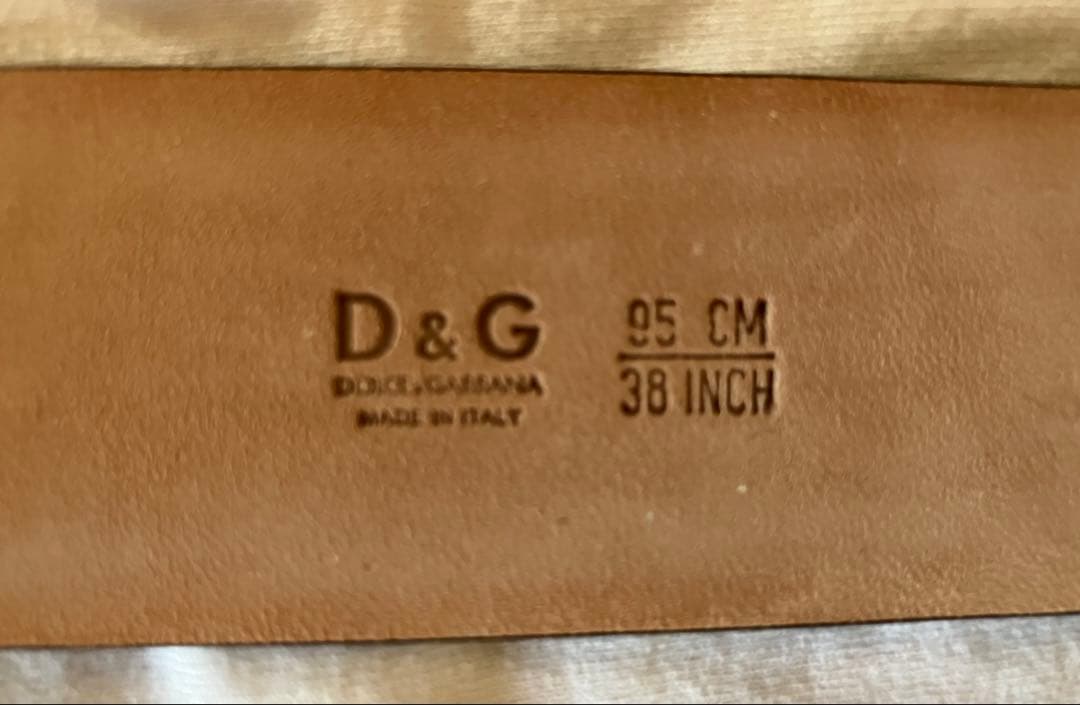 D & G
DOLCE & GABBANA
MADE IN ITALY
95 CM
38 INCH